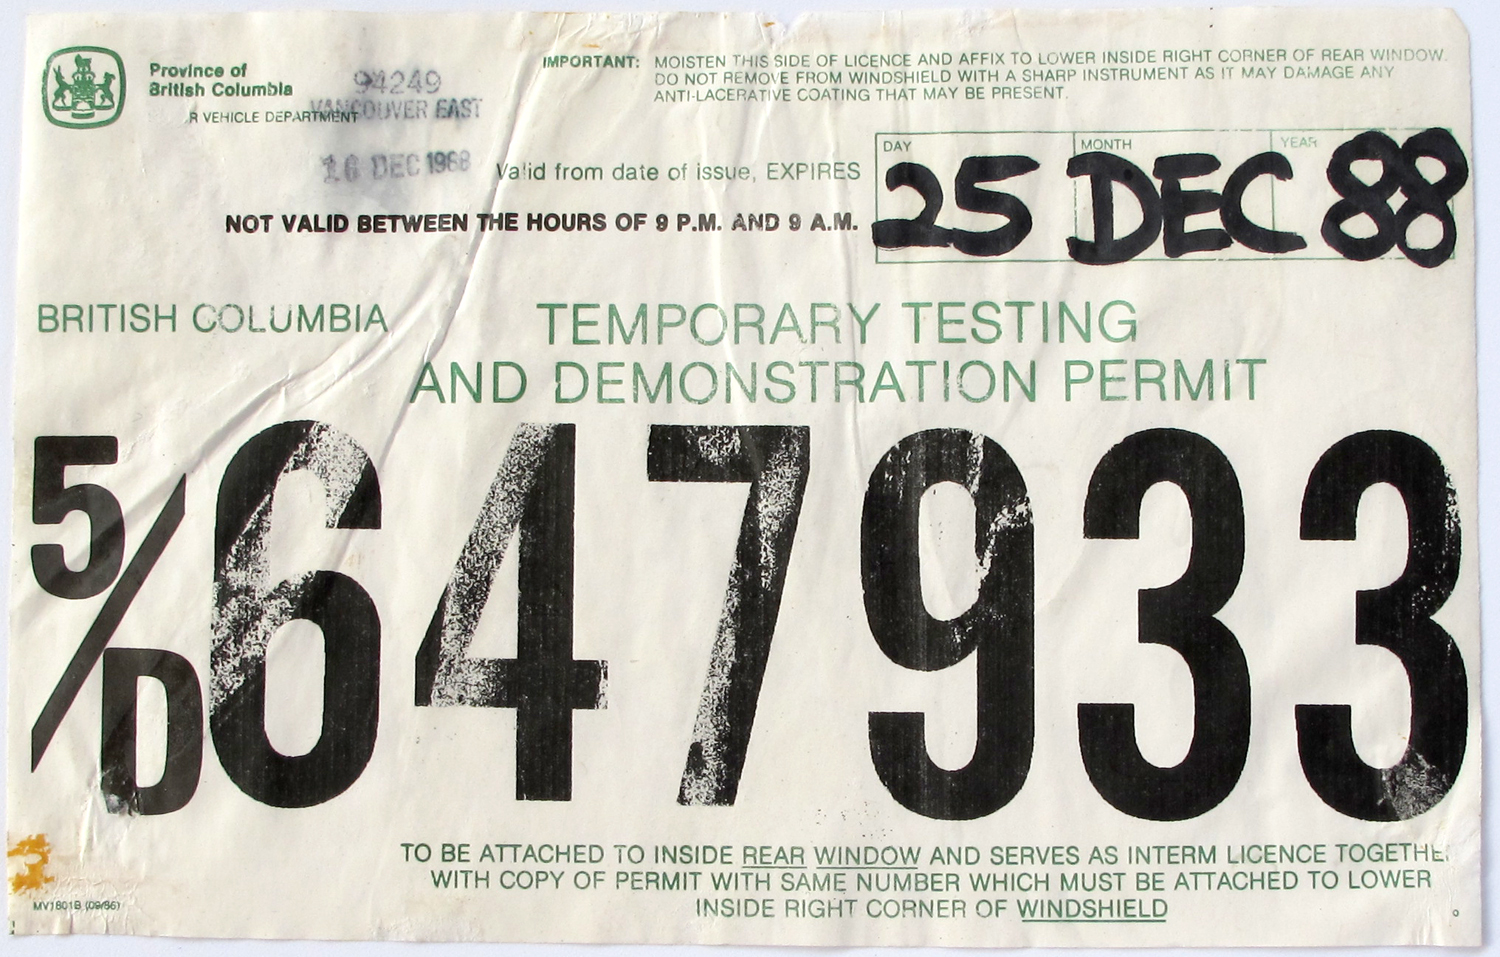 Province of
British Columbia
R VEHICLE DEPARTMENT
94249
VANCOUVER EAST
16 DEC 1988
IMPORTANT: MOISTEN THIS SIDE OF LICENCE AND AFFIX TO LOWER INSIDE RIGHT CORNER OF REAR WINDOW.
DO NOT REMOVE FROM WINDSHIELD WITH A SHARP INSTRUMENT AS IT MAY DAMAGE ANY
ANTI-LACERATIVE COATING THAT MAY BE PRESENT.
Valid from date of issue, EXPIRES
NOT VALID BETWEEN THE HOURS OF 9 P.M. AND 9 A.M.
DAY MONTH YEAR
25 DEC 88
BRITISH COLUMBIA
TEMPORARY TESTING
AND DEMONSTRATION PERMIT
5/D 647933
TO BE ATTACHED TO INSIDE REAR WINDOW AND SERVES AS INTERM LICENCE TOGETHE
WITH COPY OF PERMIT WITH SAME NUMBER WHICH MUST BE ATTACHED TO LOWER
INSIDE RIGHT CORNER OF WINDSHIELD
MV1801B (09/86)